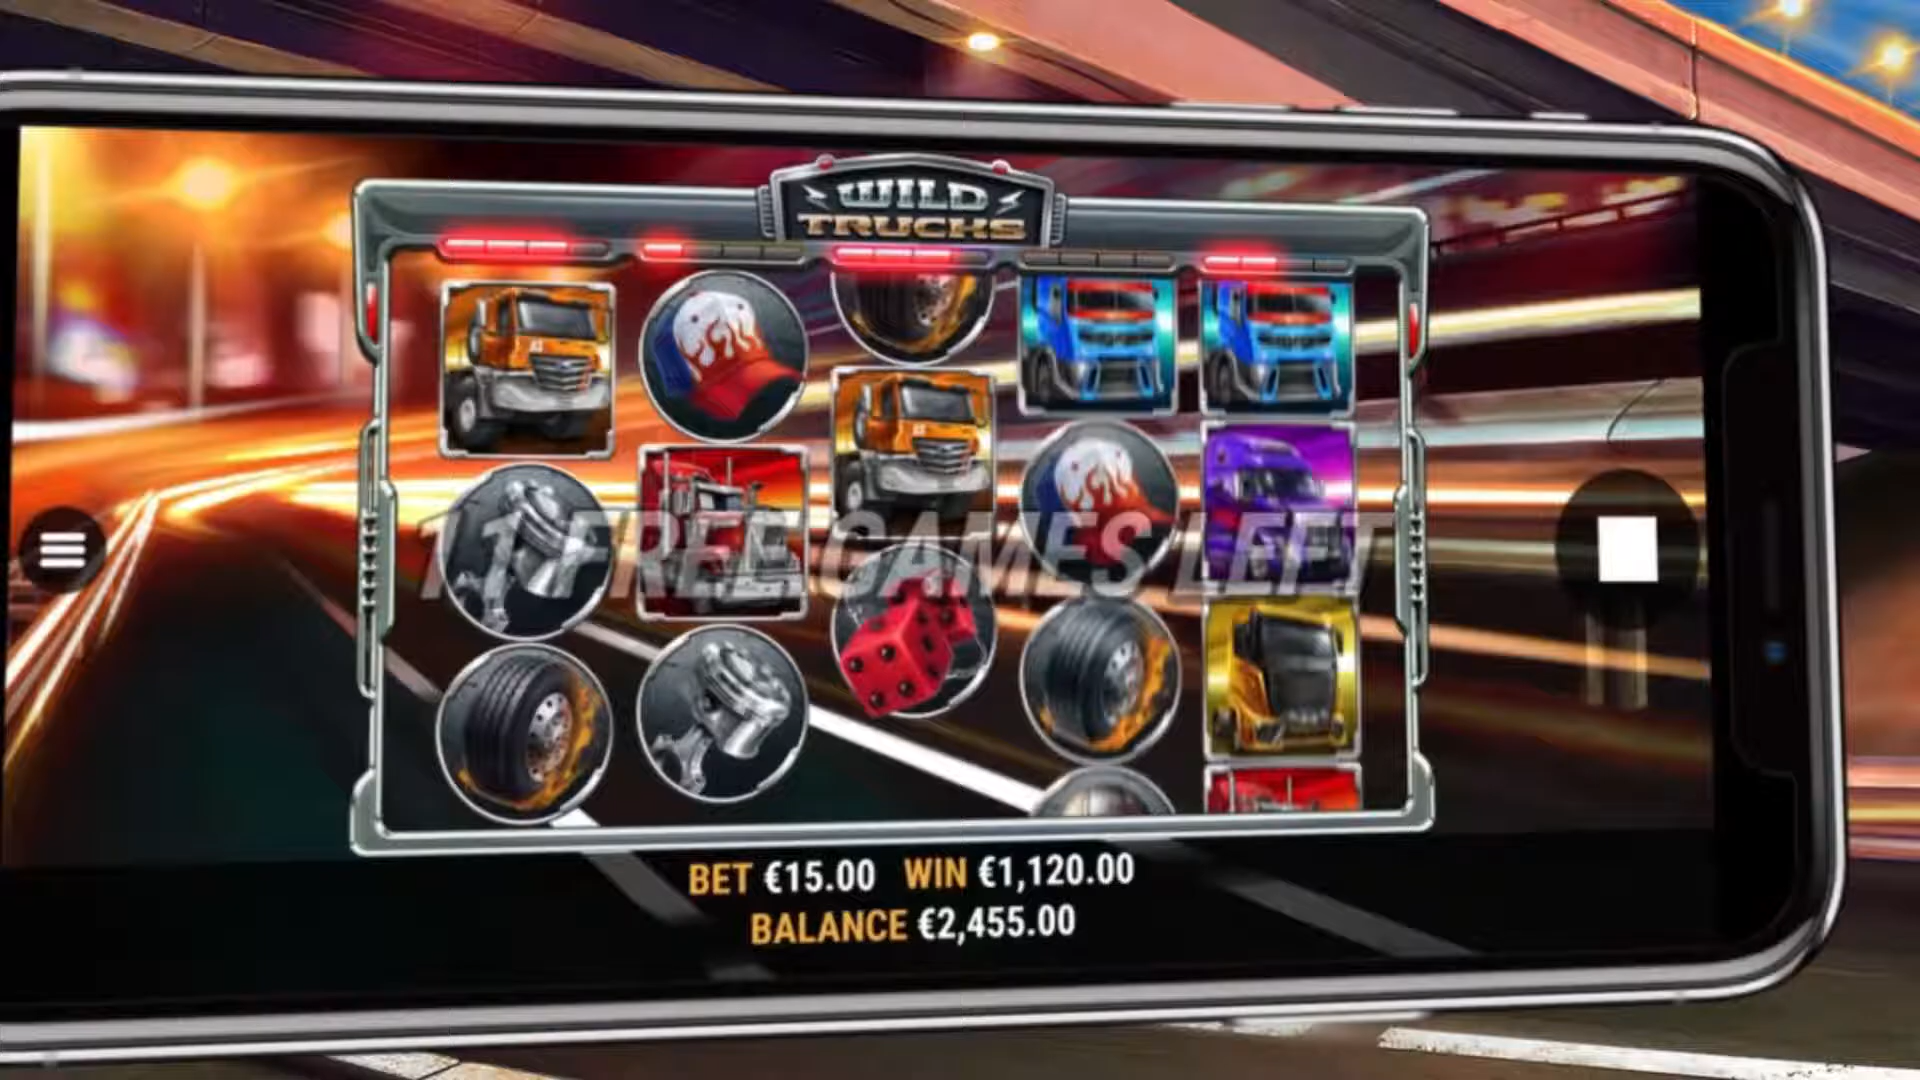 WILD
TRUCKS
11 FREE GAMES LEFT
BET €15.00 WIN €1,120.00
BALANCE €2,455.00